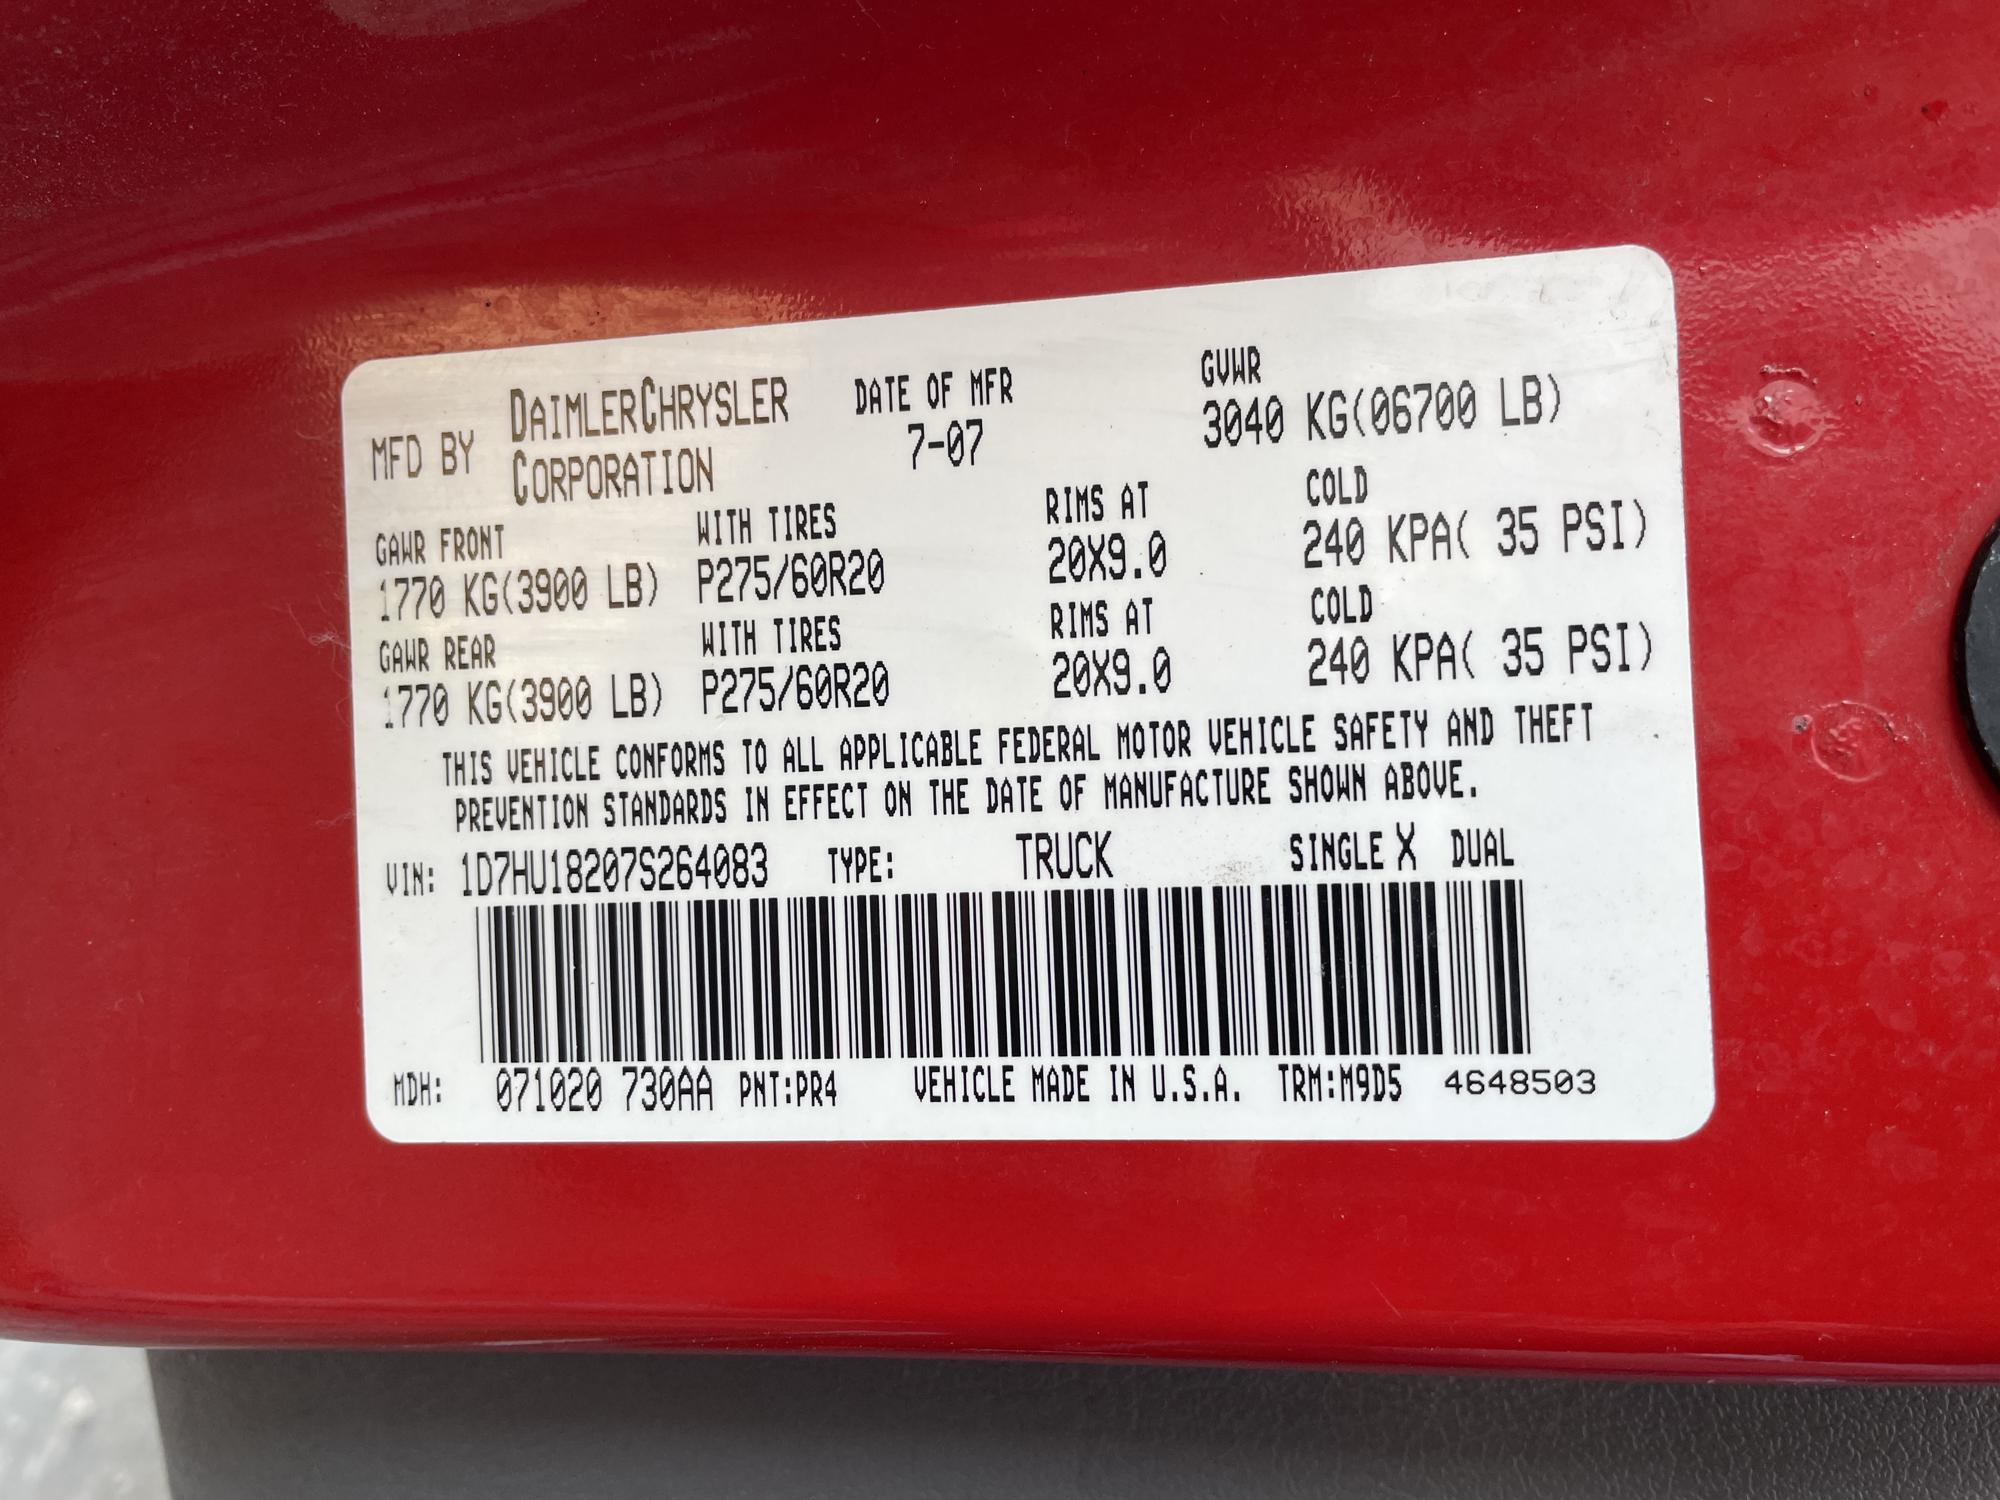 MFD BY DAIMLERCHRYSLER CORPORATION DATE OF MFR 7-07 GVWR 3040 KG(06700 LB)
GAWR FRONT WITH TIRES RIMS AT COLD
1770 KG(3900 LB) P275/60R20 20X9.0 240 KPA( 35 PSI)
GAWR REAR WITH TIRES RIMS AT COLD
1770 KG(3900 LB) P275/60R20 20X9.0 240 KPA( 35 PSI)
THIS VEHICLE CONFORMS TO ALL APPLICABLE FEDERAL MOTOR VEHICLE SAFETY AND THEFT
PREVENTION STANDARDS IN EFFECT ON THE DATE OF MANUFACTURE SHOWN ABOVE.
VIN: 1D7HU18207S264083 TYPE: TRUCK SINGLE X DUAL
MDH: 071020 730AA PNT:PR4 VEHICLE MADE IN U.S.A. TRM:M9D5 4648503